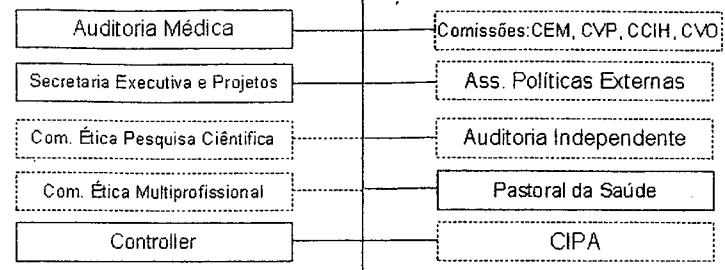 Auditoria Médica
Comissões:CEM, CVP, CCIH, CVO
Secretaria Executiva e Projetos
Ass. Políticas Externas
Com. Ética Pesquisa Ciêntifica
Auditoria Independente
Com. Ética Multiprofissional
Pastoral da Saúde
Controller
CIPA